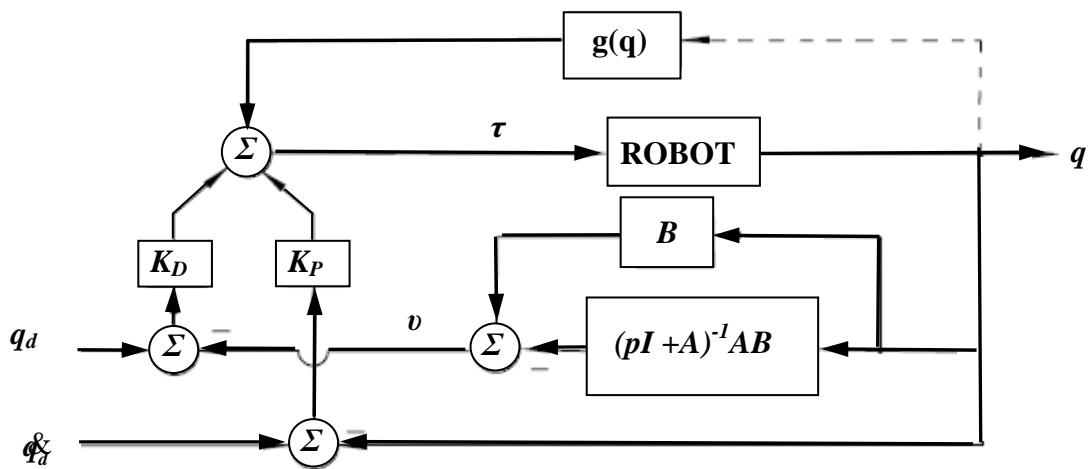 g(q)
τ
Σ
ROBOT
q
B
K_D
K_P
q_d
Σ
υ
Σ
(pI +A)^-1AB
Σ